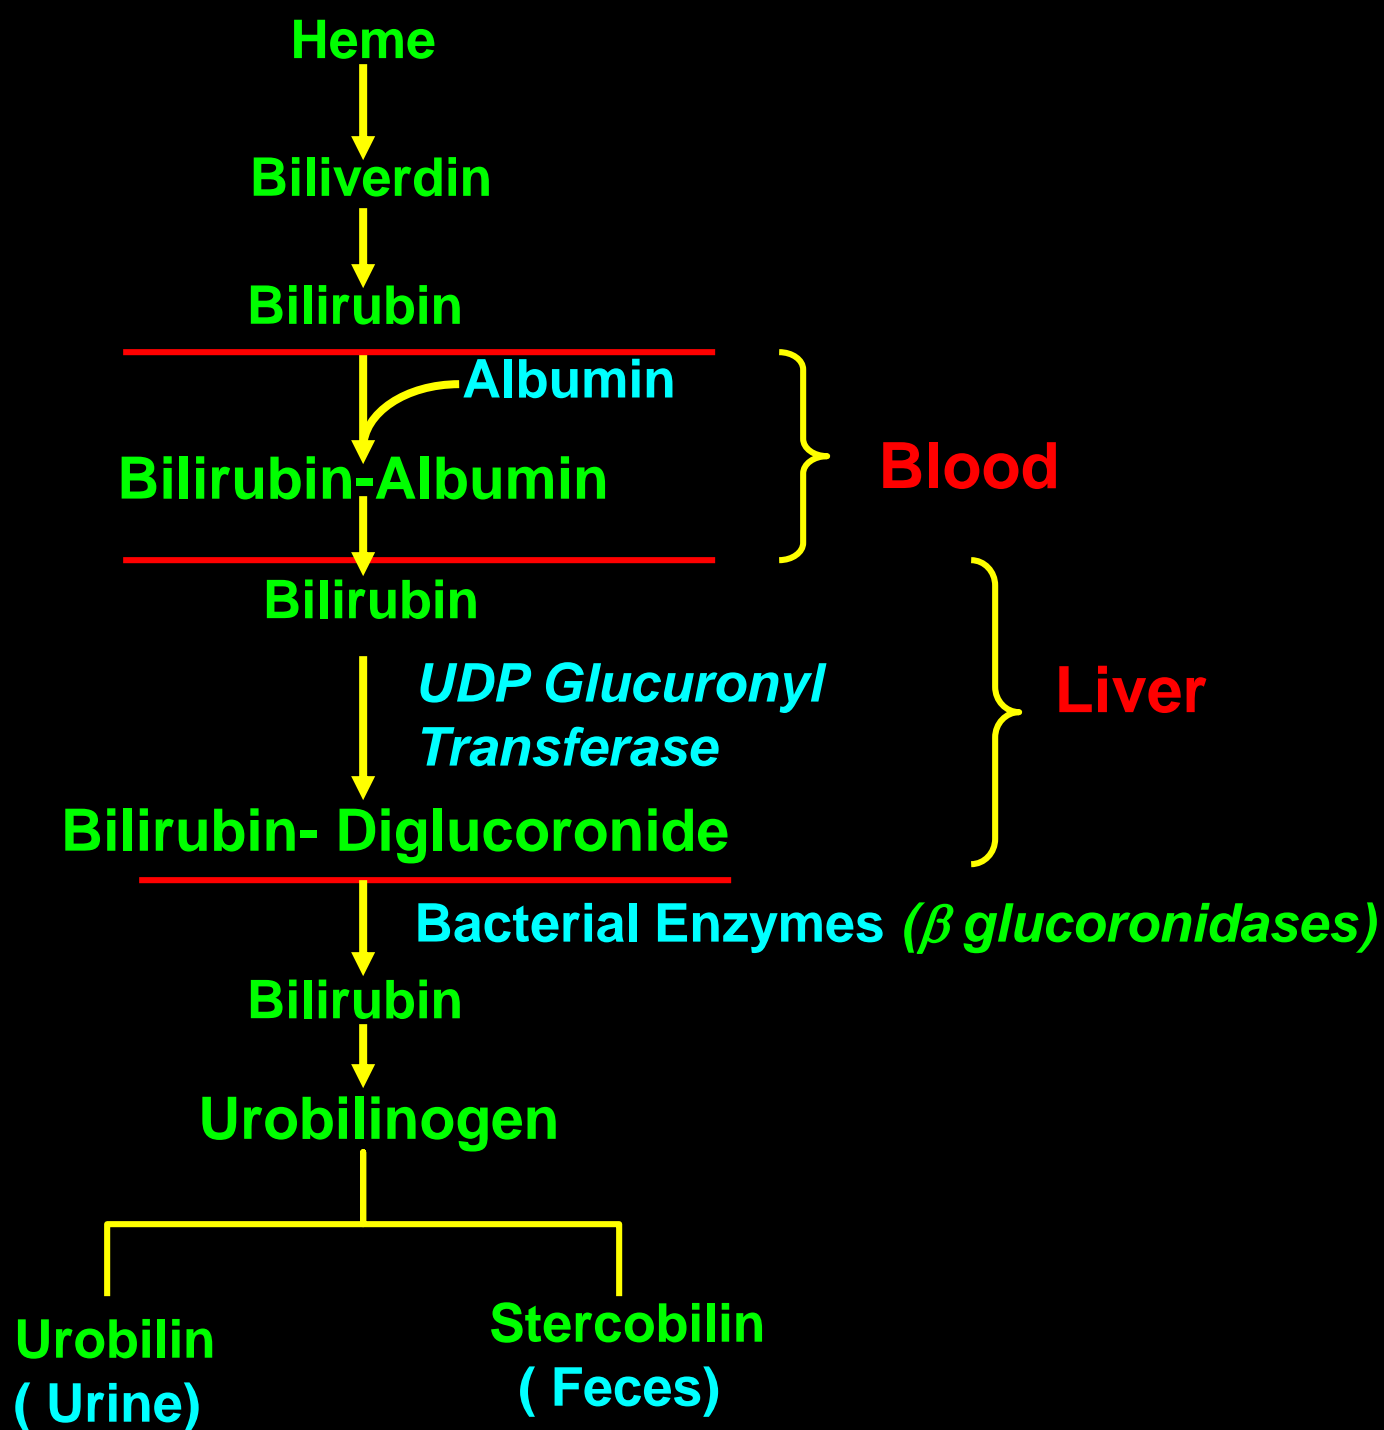 Heme
Biliverdin
Bilirubin
Albumin
Bilirubin-Albumin
Blood
Bilirubin
UDP Glucuronyl
Transferase
Liver
Bilirubin- Diglucoronide
Bacterial Enzymes (β glucoronidases)
Bilirubin
Urobilinogen
Urobilin
( Urine)
Stercobilin
( Feces)